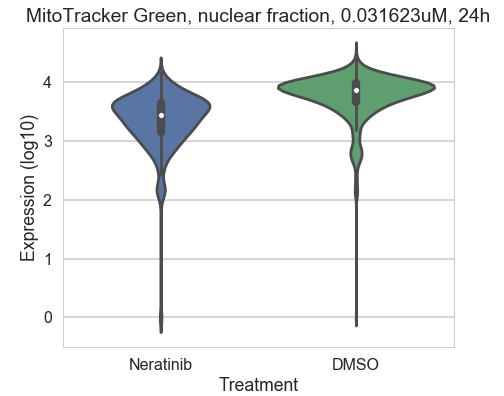 MitoTracker Green, nuclear fraction, 0.031623uM, 24h
Expression (log10)
4
3
2
1
0
Neratinib
DMSO
Treatment